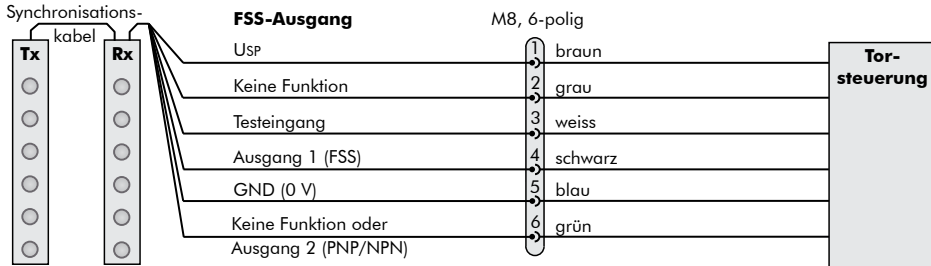 Synchronisations-
kabel
Tx
Rx
FSS-Ausgang
M8, 6-polig
USP
1
braun
Keine Funktion
2
grau
Testeingang
3
weiss
Ausgang 1 (FSS)
4
schwarz
GND (0 V)
5
blau
Keine Funktion oder
Ausgang 2 (PNP/NPN)
6
grün
Tor-
steuerung